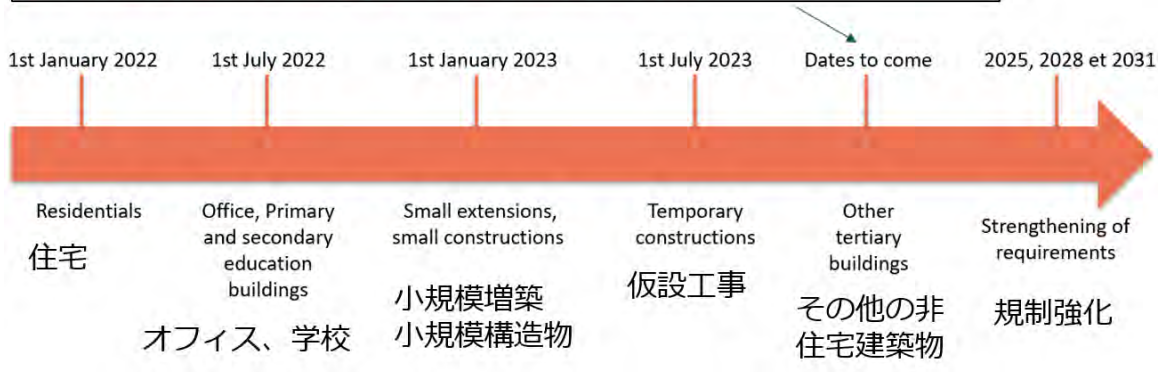 1st January 2022
1st July 2022
1st January 2023
1st July 2023
Dates to come
2025, 2028 et 2031
Residentials
住宅
Office, Primary
and secondary
education
buildings
オフィス、学校
Small extensions,
small constructions
小規模増築
小規模構造物
Temporary
constructions
仮設工事
Other
tertiary
buildings
その他の非
住宅建築物
Strengthening of
requirements
規制強化